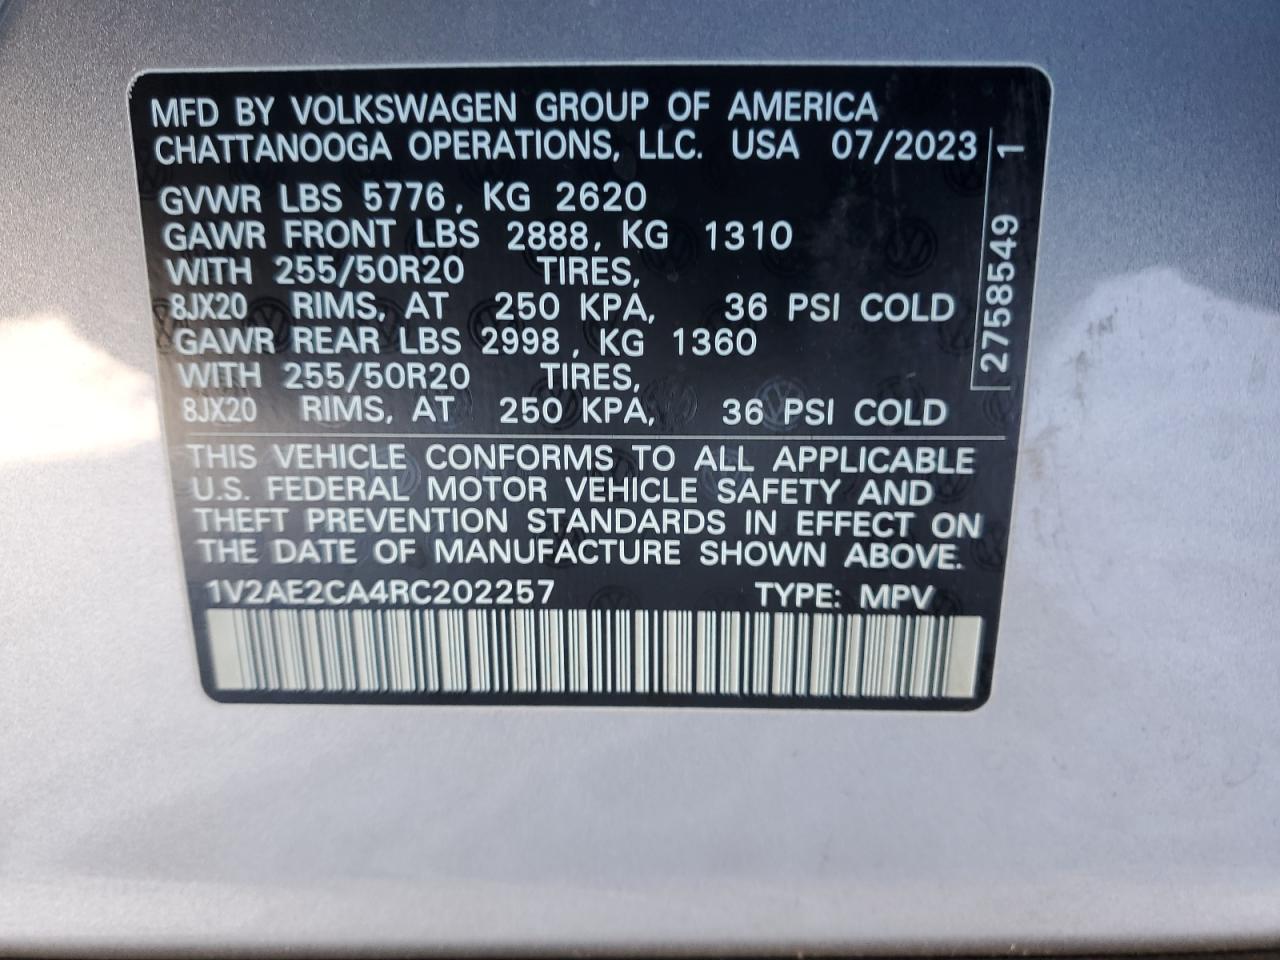 MFD BY VOLKSWAGEN GROUP OF AMERICA
CHATTANOOGA OPERATIONS, LLC. USA 07/2023
GVWR LBS 5776, KG 2620
GAWR FRONT LBS 2888, KG 1310
WITH 255/50R20 TIRES,
8JX20 RIMS, AT 250 KPA, 36 PSI COLD
GAWR REAR LBS 2998, KG 1360
WITH 255/50R20 TIRES,
8JX20 RIMS, AT 250 KPA, 36 PSI COLD
THIS VEHICLE CONFORMS TO ALL APPLICABLE
U.S. FEDERAL MOTOR VEHICLE SAFETY AND
THEFT PREVENTION STANDARDS IN EFFECT ON
THE DATE OF MANUFACTURE SHOWN ABOVE.
1V2AE2CA4RC202257 TYPE: MPV
2758549 1